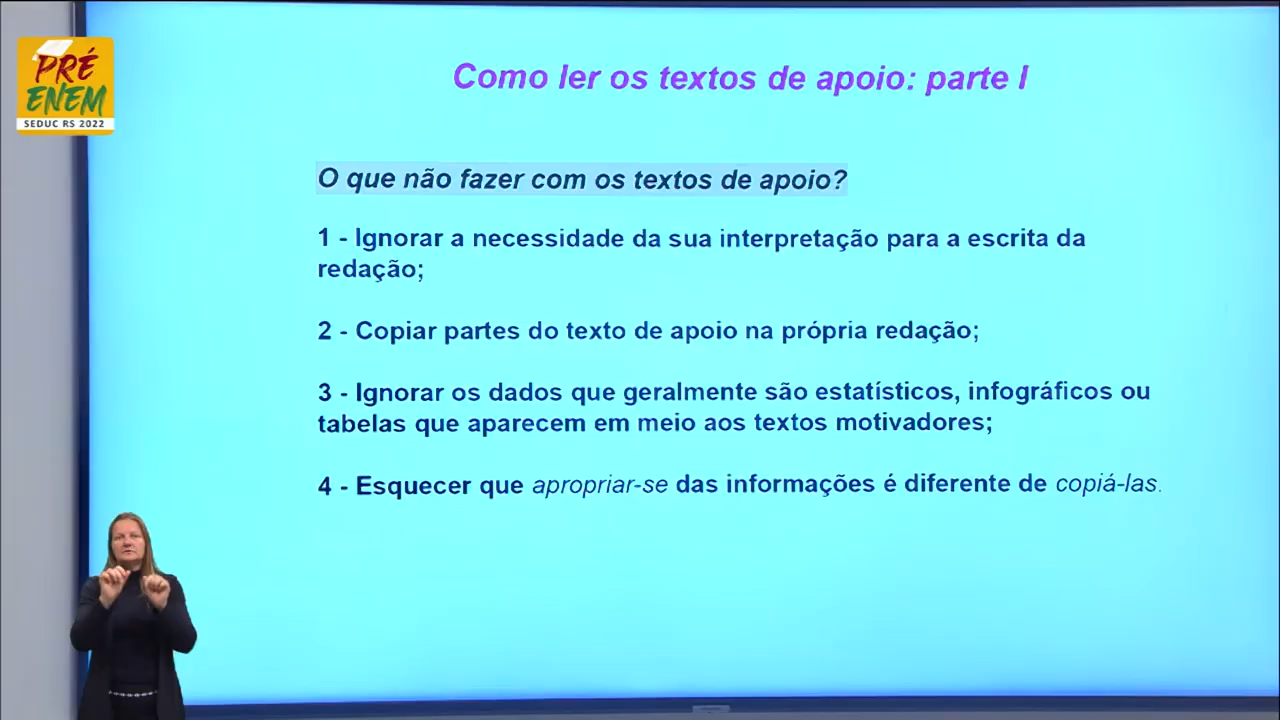 PRÉ
ENEM
SEDUC RS 2022
Como ler os textos de apoio: parte I
O que não fazer com os textos de apoio?
1 - Ignorar a necessidade da sua interpretação para a escrita da
redação;
2 - Copiar partes do texto de apoio na própria redação;
3 - Ignorar os dados que geralmente são estatísticos, infográficos ou
tabelas que aparecem em meio aos textos motivadores;
4 - Esquecer que apropriar-se das informações é diferente de copiá-las.